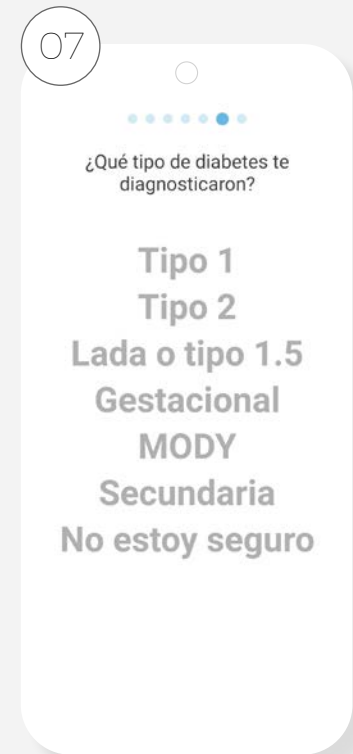 07
¿Qué tipo de diabetes te
diagnosticaron?
Tipo 1
Tipo 2
Lada o tipo 1.5
Gestacional
MODY
Secundaria
No estoy seguro